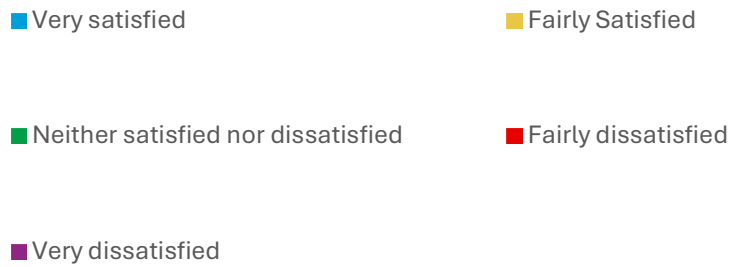 Very satisfied
Fairly Satisfied
Neither satisfied nor dissatisfied
Fairly dissatisfied
Very dissatisfied